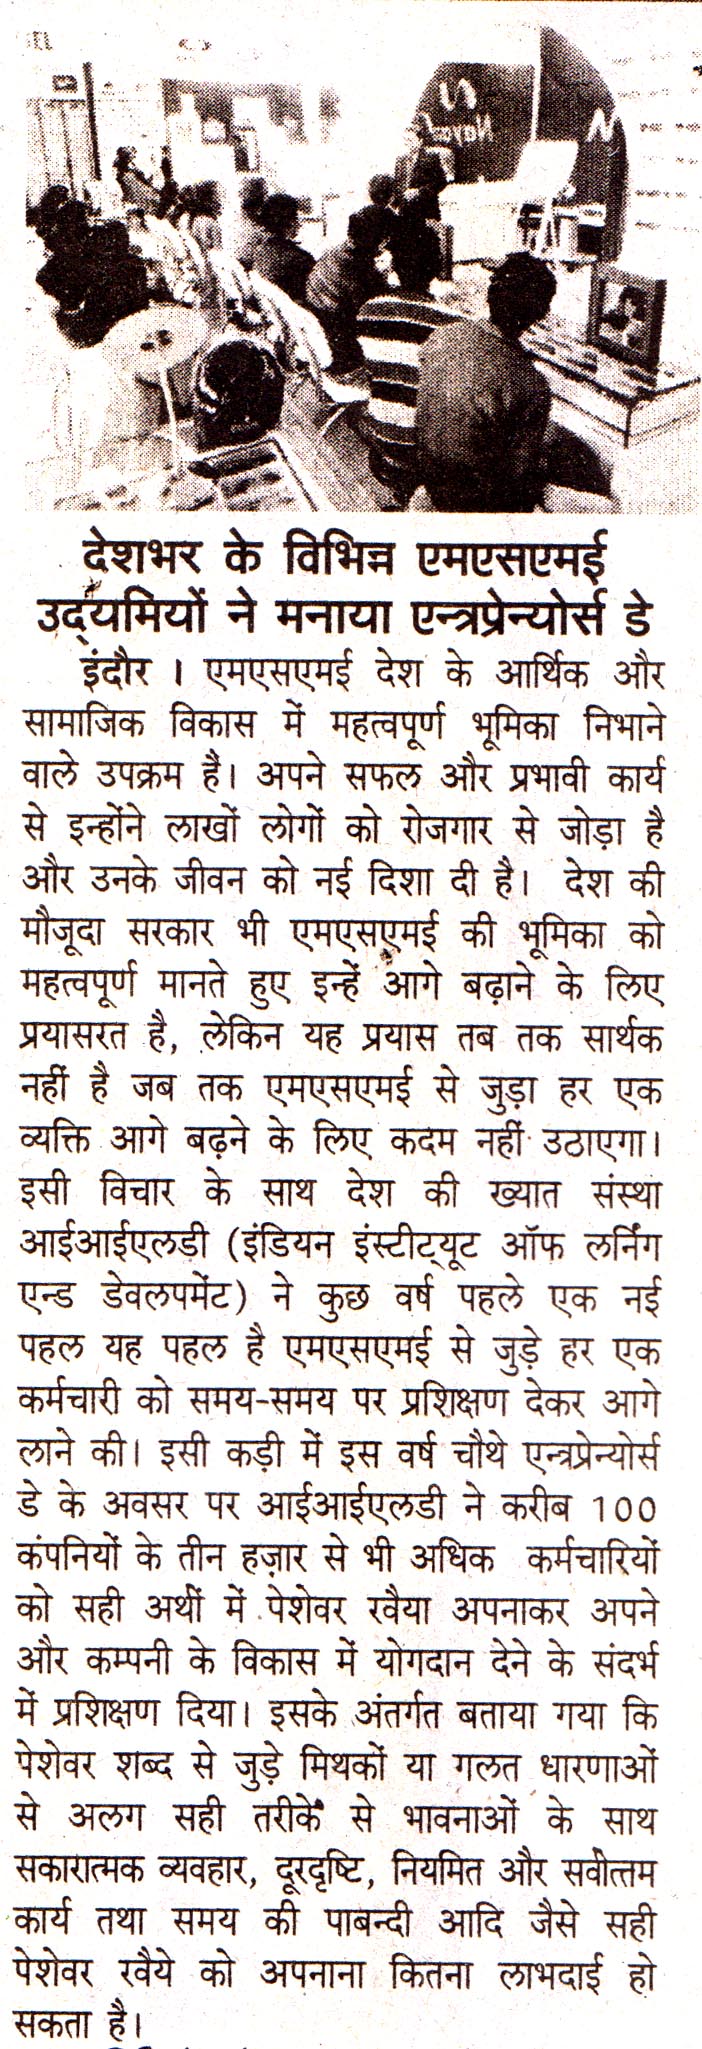 देशभर के विभिन्न एमएसएमई
उद्यमियों ने मनाया एन्त्रप्रेन्योर्स डे
इंदौर । एमएसएमई देश के आर्थिक और
सामाजिक विकास में महत्वपूर्ण भूमिका निभाने
वाले उपक्रम है। अपने सफल और प्रभावी कार्य
से इन्होंने लाखों लोगों को रोजगार से जोड़ा है
और उनके जीवन को नई दिशा दी है। देश की
मौजूदा सरकार भी एमएसएमई की भूमिका को
महत्वपूर्ण मानते हुए इन्हें आगे बढ़ाने के लिए
प्रयासरत है, लेकिन यह प्रयास तब तक सार्थक
नहीं है जब तक एमएसएमई से जुड़ा हर एक
व्यक्ति आगे बढ़ने के लिए कदम नहीं उठाएगा।
इसी विचार के साथ देश की ख्यात संस्था
आईआईएलडी (इंडियन इंस्टीट्यूट ऑफ लर्निंग
एन्ड डेवलपमेंट) ने कुछ वर्ष पहले एक नई
पहल यह पहल है एमएसएमई से जुड़े हर एक
कर्मचारी को समय-समय पर प्रशिक्षण देकर आगे
लाने की। इसी कड़ी में इस वर्ष चौथे एन्त्रप्रेन्योर्स
डे के अवसर पर आईआईएलडी ने करीब 100
कंपनियों के तीन हज़ार से भी अधिक कर्मचारियों
को सही अर्थों में पेशेवर रवैया अपनाकर अपने
और कम्पनी के विकास में योगदान देने के संदर्भ
में प्रशिक्षण दिया। इसके अंतर्गत बताया गया कि
पेशेवर शब्द से जुड़े मिथकों या गलत धारणाओं
से अलग सही तरीके से भावनाओं के साथ
सकारात्मक व्यवहार, दूरदृष्टि, नियमित और सर्वोत्तम
कार्य तथा समय की पाबन्दी आदि जैसे सही
पेशेवर रवैये को अपनाना कितना लाभदाई हो
सकता है।